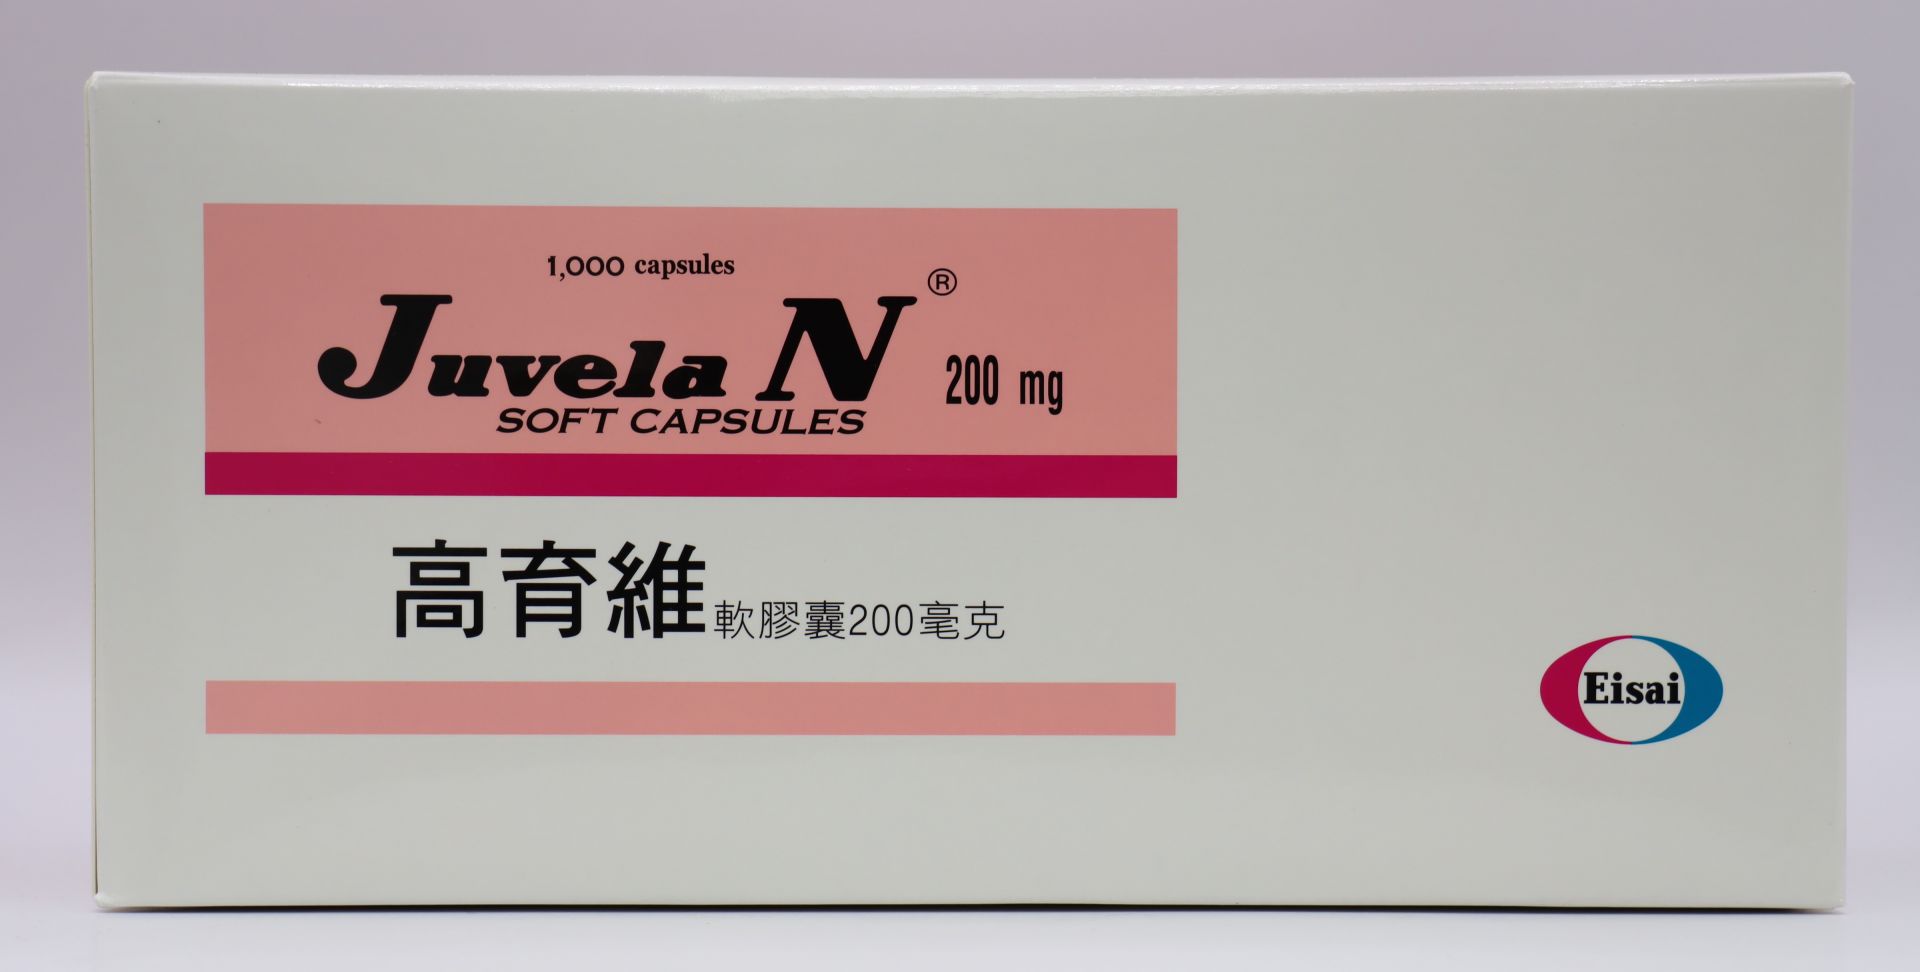 1,000 capsules
Juvela N® 200 mg
SOFT CAPSULES
高育維軟膠囊200毫克
Eisai